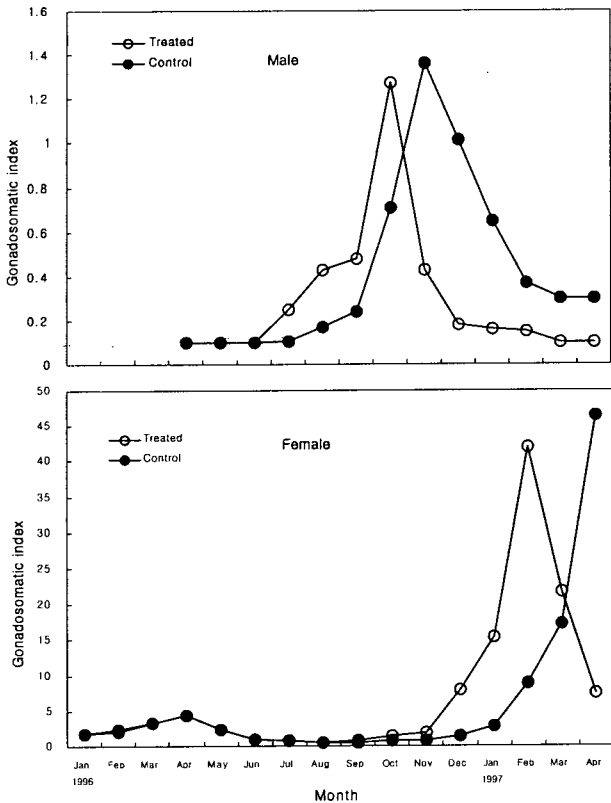 1.6
Treated
Control
Male
1.4
1.2
1
0.8
0.6
0.4
0.2
0
Gonadosomatic index
50
Treated
Control
Female
45
40
35
30
25
20
15
10
5
0
Gonadosomatic index
Jan Feb Mar Apr May Jun Jul Aug Sep Oct Nov Dec Jan Feb Mar Apr
1996 1997
Month